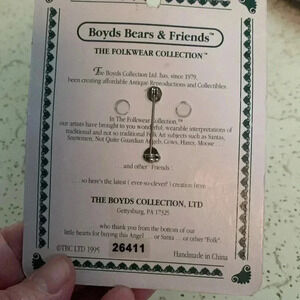 Boyds Bears & Friends™
THE FOLKWEAR COLLECTION™
The Boyds Collection Ltd. has, since 1979,
been creating affordable Antique Reproductions and Collectibles.
In The Folkwear Collection,™
our artists have brought to you wonderful, wearable interpretations of
traditional and not so traditional Folk Art subjects such as Santas,
Snowmen, Not Quite Guardian Angels, Cows, Hares, Moose
...and other "Friends"
...so here's the latest ( ever-so-clever! ) creation from
THE BOYDS COLLECTION, LTD
Gettysburg, PA 17325
who thank you from the bottom of our
little hearts for buying this Angel ...or Santa ... or other "Folk".
©TBC LTD 1995
26411
Handmade in China